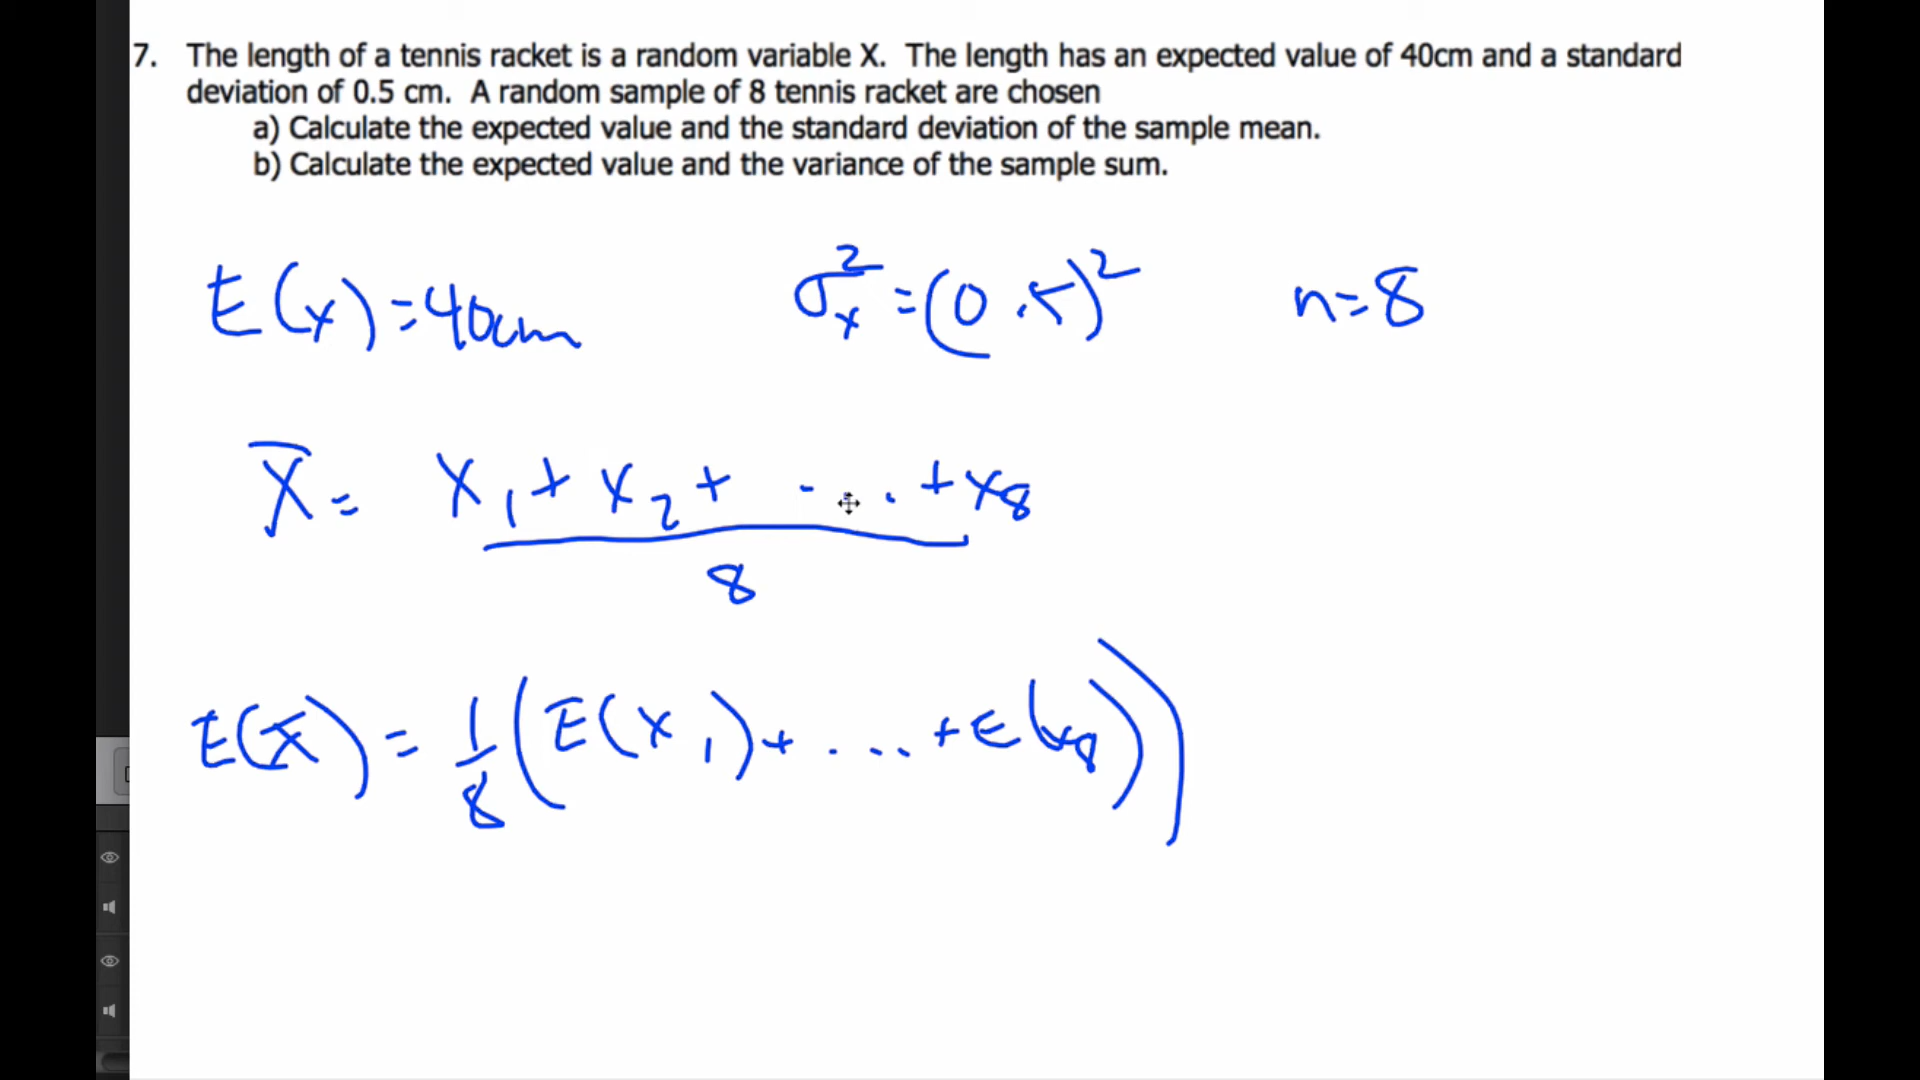 7. The length of a tennis racket is a random variable X. The length has an expected value of 40cm and a standard
deviation of 0.5 cm. A random sample of 8 tennis racket are chosen
a) Calculate the expected value and the standard deviation of the sample mean.
b) Calculate the expected value and the variance of the sample sum.
E(x)=40cm σ²ₓ=(0.5)² n=8
X̄= X₁+X₂+....+X₈
8
E(x̄)=1/8(E(x₁)+...+E(x₈))